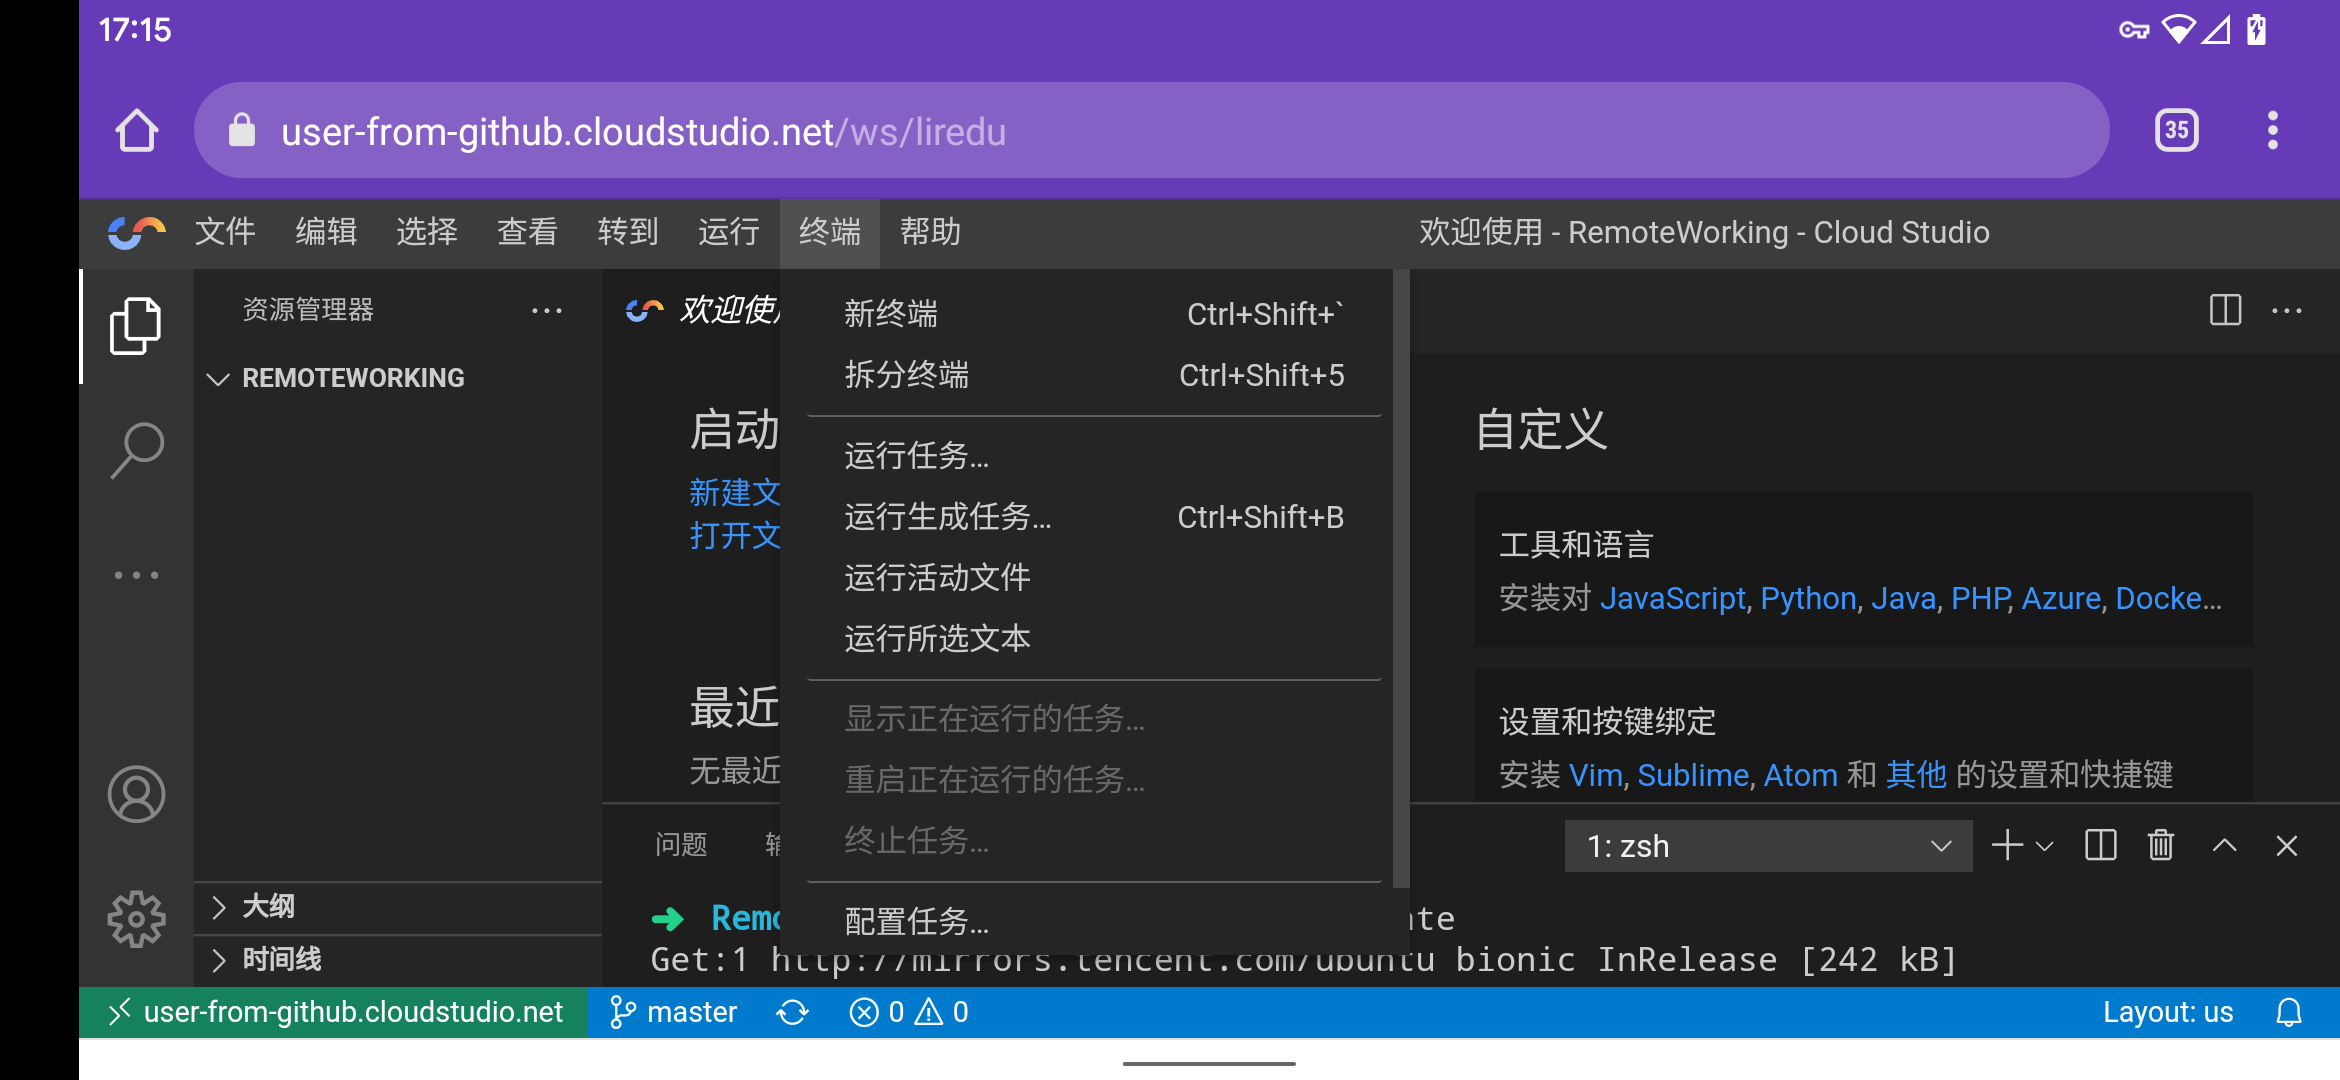 17:15
user-from-github.cloudstudio.net/ws/liredu
35
文件 编辑 选择 查看 转到 运行 终端 帮助
欢迎使用 - RemoteWorking - Cloud Studio
资源管理器
REMOTEWORKING
大纲
时间线
欢迎使
启动
新建文
打开文
最近
无最近
新终端 Ctrl+Shift+`
拆分终端 Ctrl+Shift+5
运行任务...
运行生成任务... Ctrl+Shift+B
运行活动文件
运行所选文本
显示正在运行的任务...
重启正在运行的任务...
终止任务...
配置任务...
自定义
工具和语言
安装对 JavaScript, Python, Java, PHP, Azure, Docke...
设置和按键绑定
安装 Vim, Sublime, Atom 和 其他 的设置和快捷键
问题
1: zsh
Remo
te
Get:1 http://mirrors.tencent.com/ubuntu bionic InRelease [242 kB]
user-from-github.cloudstudio.net master 0 0 Layout: us